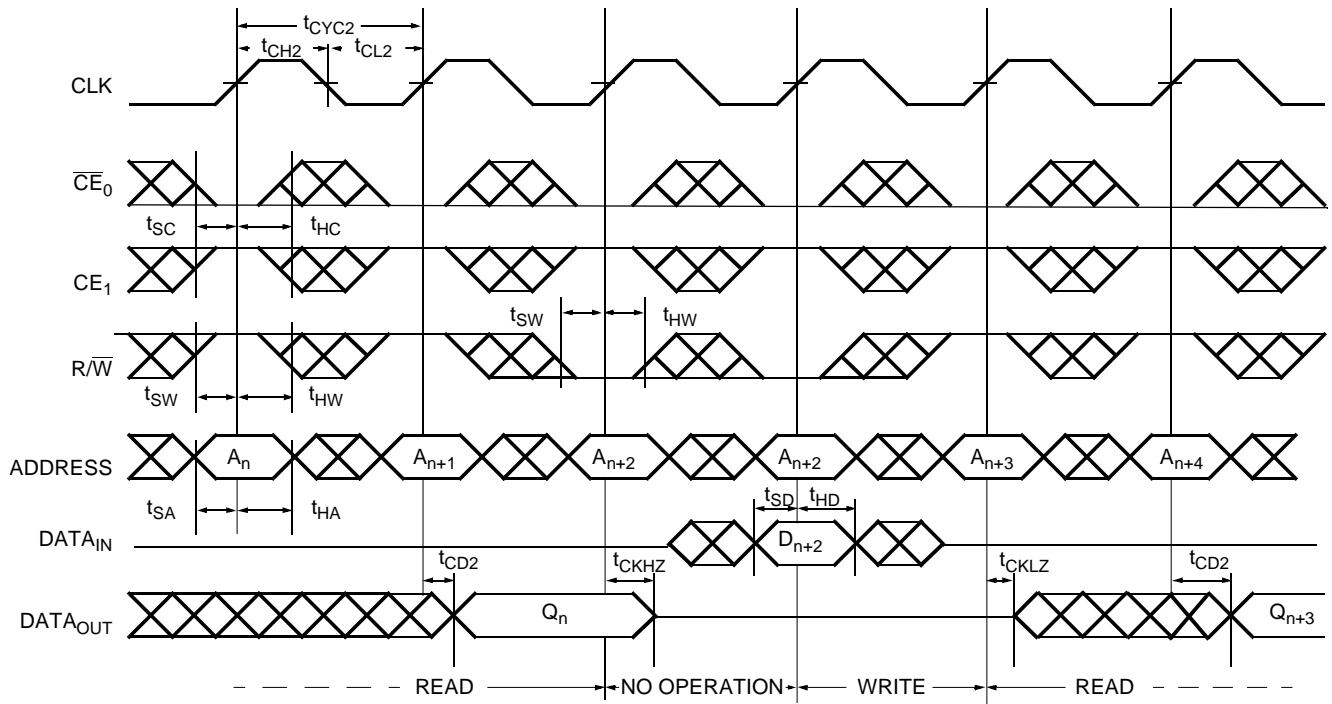 tCYC2
tCH2 tCL2
CLK
CE0
tSC tHC
CE1
tSW tHW
R/W
tSW tHW
ADDRESS An An+1 An+2 An+2 An+3 An+4
tSA tHA tSD tHD
DATAIN Dn+2
tCD2 tCKHZ tCKLZ tCD2
DATAOUT Qn Qn+3
READ NO OPERATION WRITE READ